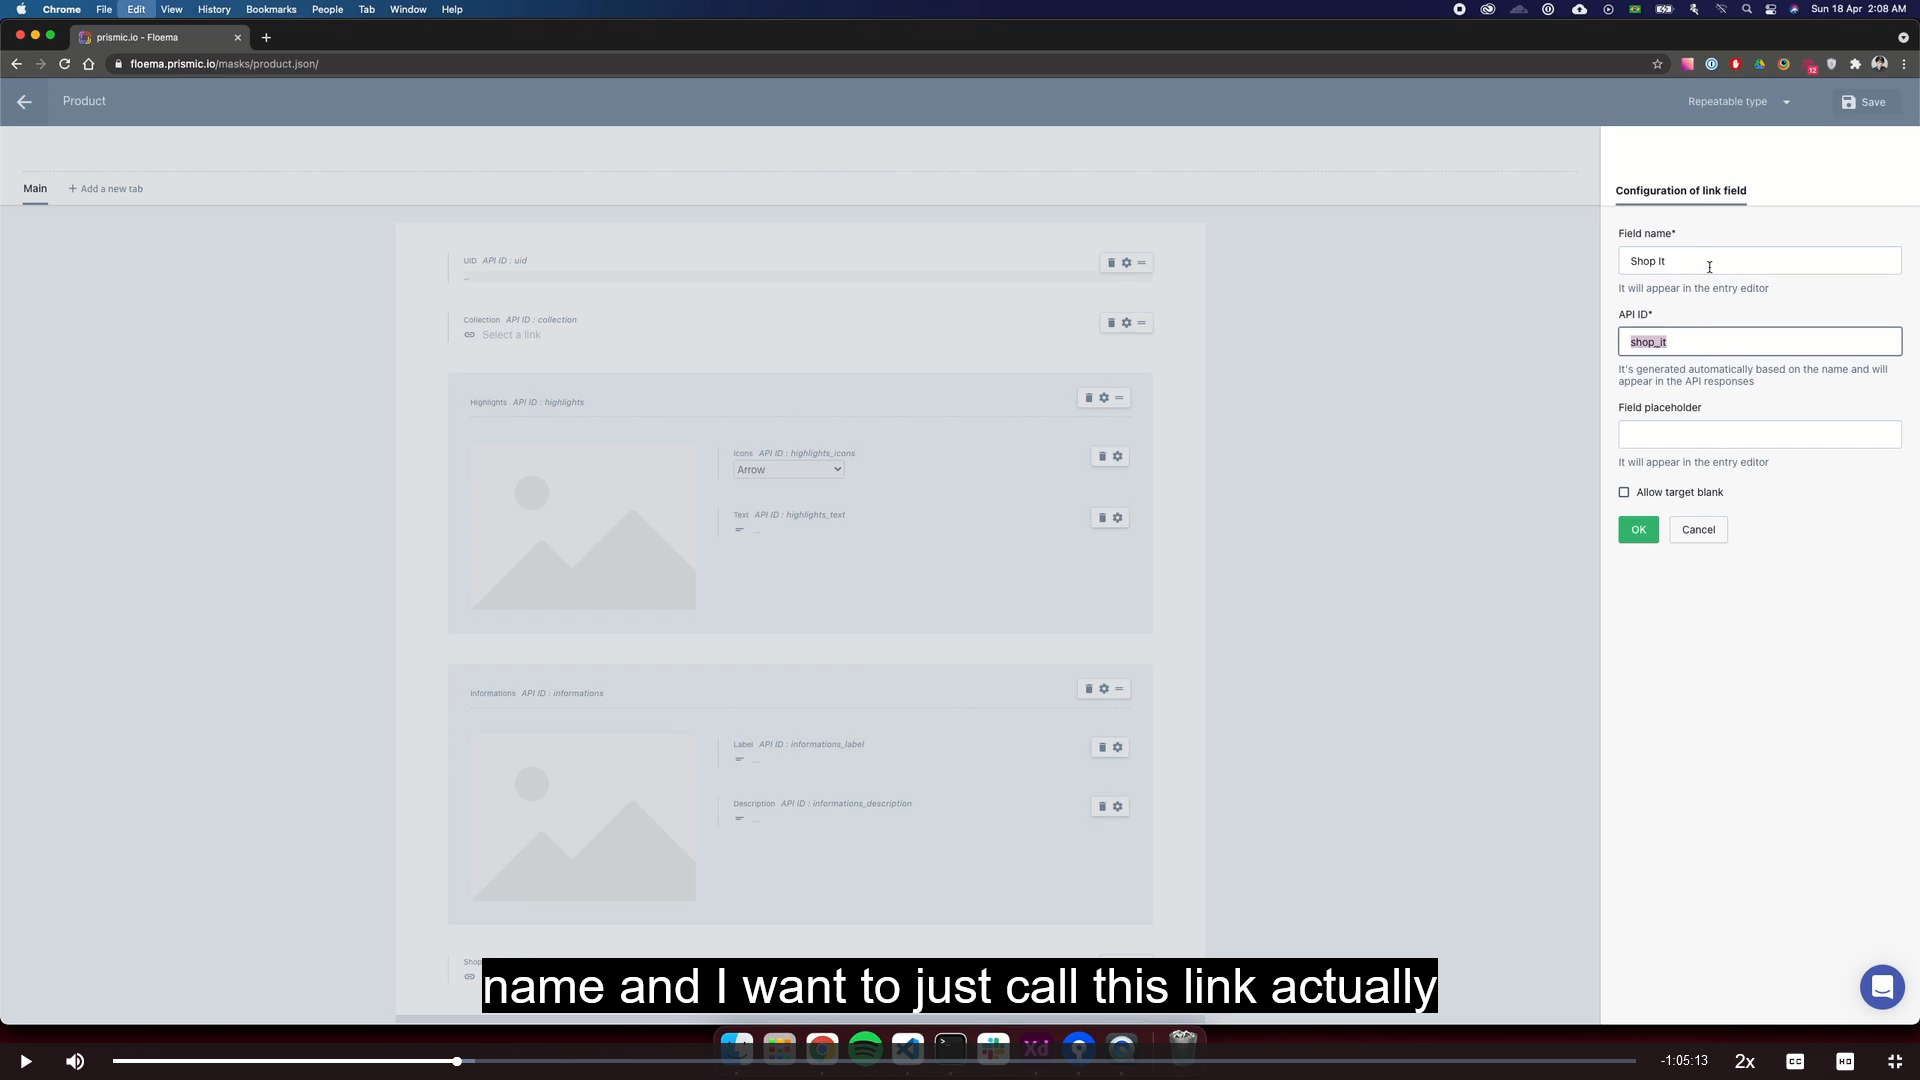 Chrome File Edit View History Bookmarks People Tab Window Help
Sun 18 Apr 2:08 AM
prismic.io - Floema
floema.prismic.io/masks/product.json/
12
Product
Repeatable type
Save
Main
+ Add a new tab
Configuration of link field
UID API ID : uid
...
Collection API ID : collection
Select a link
Highlights API ID : highlights
Icons API ID : highlights_icons
Arrow
Text API ID : highlights_text
...
Informations API ID : informations
Label API ID : informations_label
...
Description API ID : informations_description
...
Shop
Field name*
Shop It
It will appear in the entry editor
API ID*
shop_it
It's generated automatically based on the name and will
appear in the API responses
Field placeholder
It will appear in the entry editor
Allow target blank
OK
Cancel
name and I want to just call this link actually
Xd
-1:05:13
2x
CC
HD